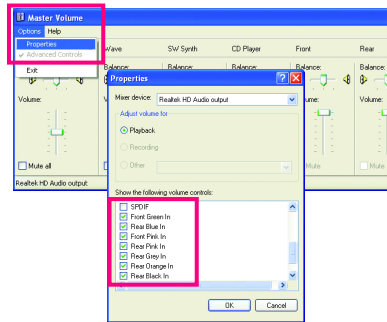 Master Volume
Options Help
Properties
Advanced Controls
Exit
Wave
SW Synth
CD Player
Front
Rear
Balance:
Balance:
Balance:
Balance:
Balance:
Volume:
Volume:
Mute all
Mute
Mute
Realtek HD Audio output
Properties
Mixer device: Realtek HD Audio output
Adjust volume for
Playback
Recording
Other
Show the following volume controls:
SPDIF
Front Green In
Rear Blue In
Front Pink In
Rear Pink In
Rear Grey In
Rear Orange In
Rear Black In
OK
Cancel